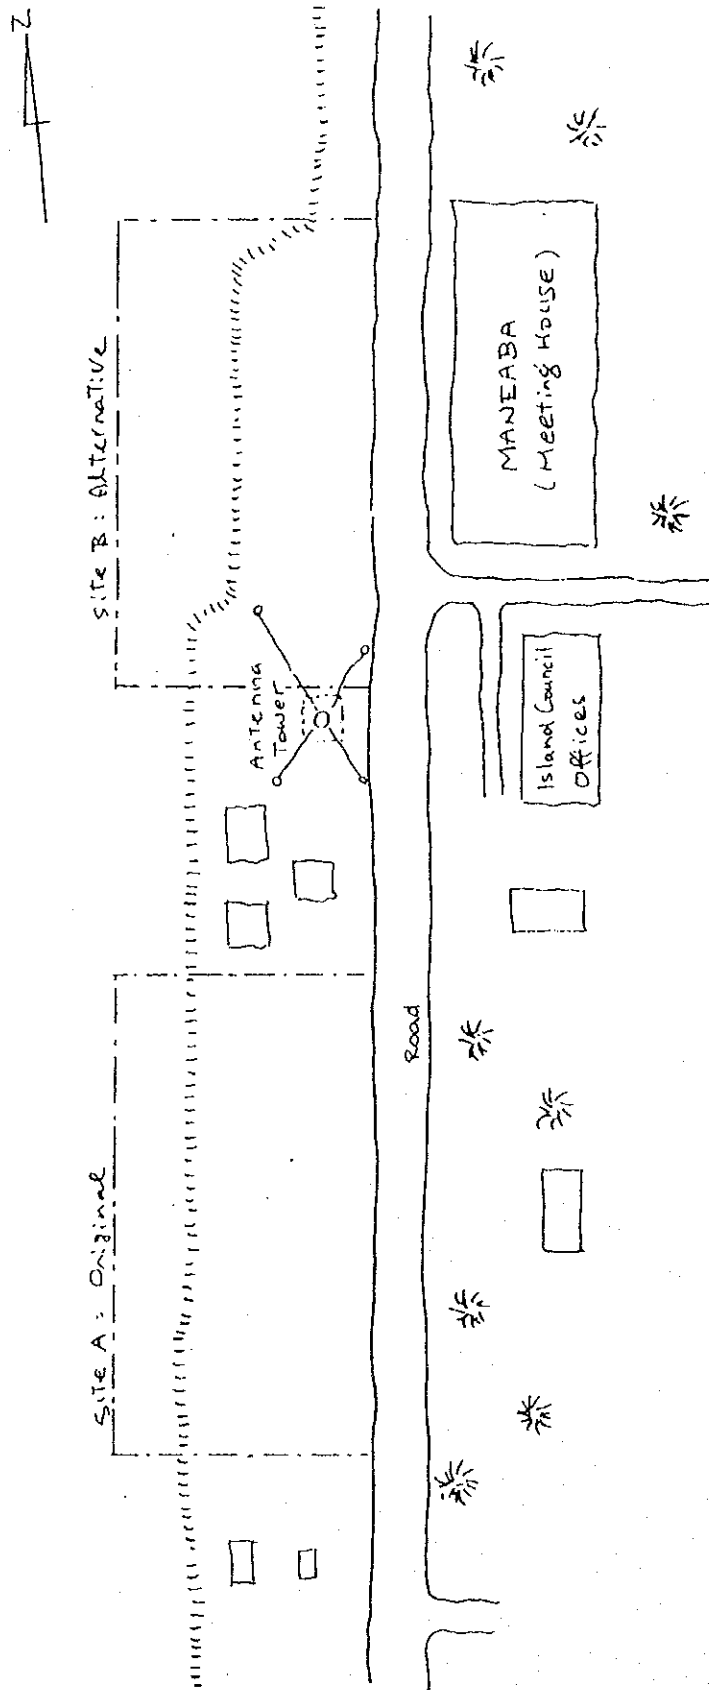 N
Site B : Alternative
Antenna
Tower
MANEABA
(Meeting House)
Island Council
Offices
Road
Site A : Original